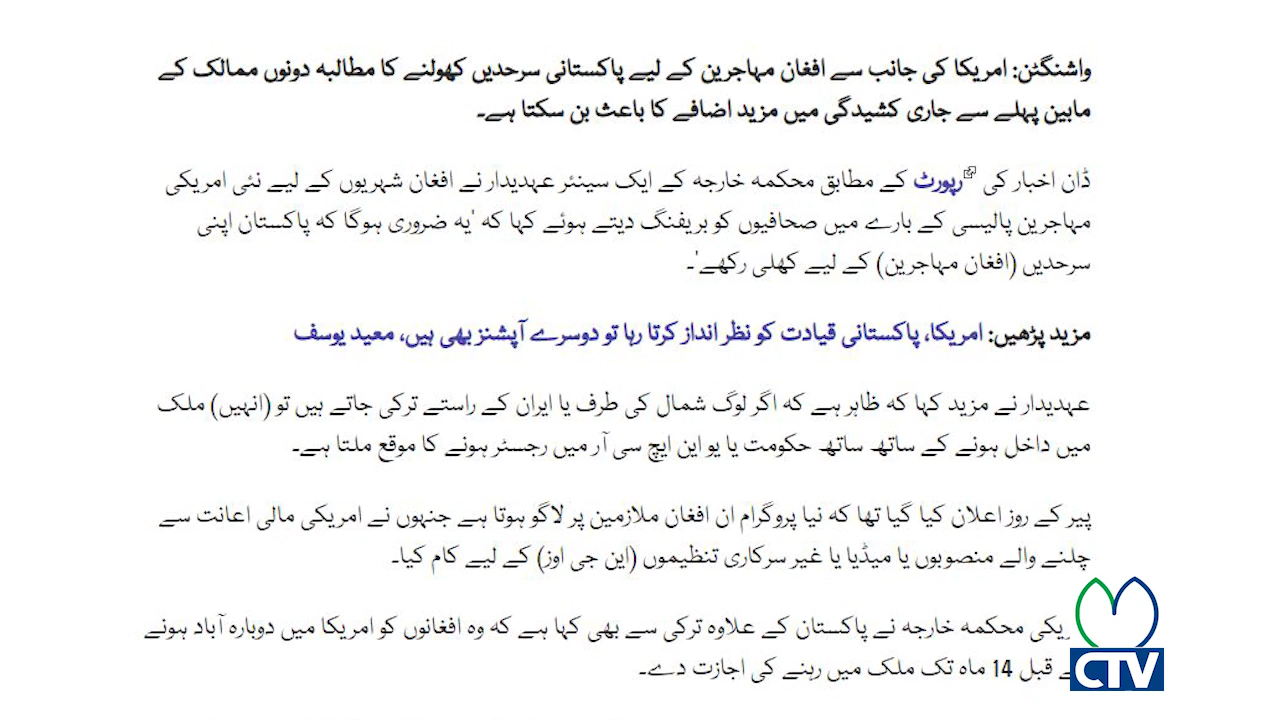 واشنگٹن: امریکا کی جانب سے افغان مہاجرین کے لیے پاکستانی سرحدیں کھولنے کا مطالبہ دونوں ممالک کے
مابین پہلے سے جاری کشیدگی میں مزید اضافے کا باعث بن سکتا ہے۔
ڈان اخبار کی رپورٹ کے مطابق محکمہ خارجہ کے ایک سینئر عہدیدار نے افغان شہریوں کے لیے نئی امریکی
مہاجرین پالیسی کے بارے میں صحافیوں کو بریفنگ دیتے ہوئے کہا کہ 'یہ ضروری ہوگا کہ پاکستان اپنی
سرحدیں (افغان مہاجرین) کے لیے کھلی رکھے'۔
مزید پڑھیں: امریکا، پاکستانی قیادت کو نظر انداز کرتا رہا تو دوسرے آپشنز بھی ہیں، معید یوسف
عہدیدار نے مزید کہا کہ ظاہر ہے کہ اگر لوگ شمال کی طرف یا ایران کے راستے ترکی جاتے ہیں تو (انہیں) ملک
میں داخل ہونے کے ساتھ ساتھ حکومت یا یو این ایچ سی آر میں رجسٹر ہونے کا موقع ملتا ہے۔
پیر کے روز اعلان کیا گیا تھا کہ نیا پروگرام ان افغان ملازمین پر لاگو ہوتا ہے جنہوں نے امریکی مالی اعانت سے
چلنے والے منصوبوں یا میڈیا یا غیر سرکاری تنظیموں (این جی اوز) کے لیے کام کیا۔
محکمہ خارجہ نے پاکستان کے علاوہ ترکی سے بھی کہا ہے کہ وہ افغانوں کو امریکا میں دوبارہ آباد ہونے
قبل 14 ماہ تک ملک میں رہنے کی اجازت دے۔
CTV